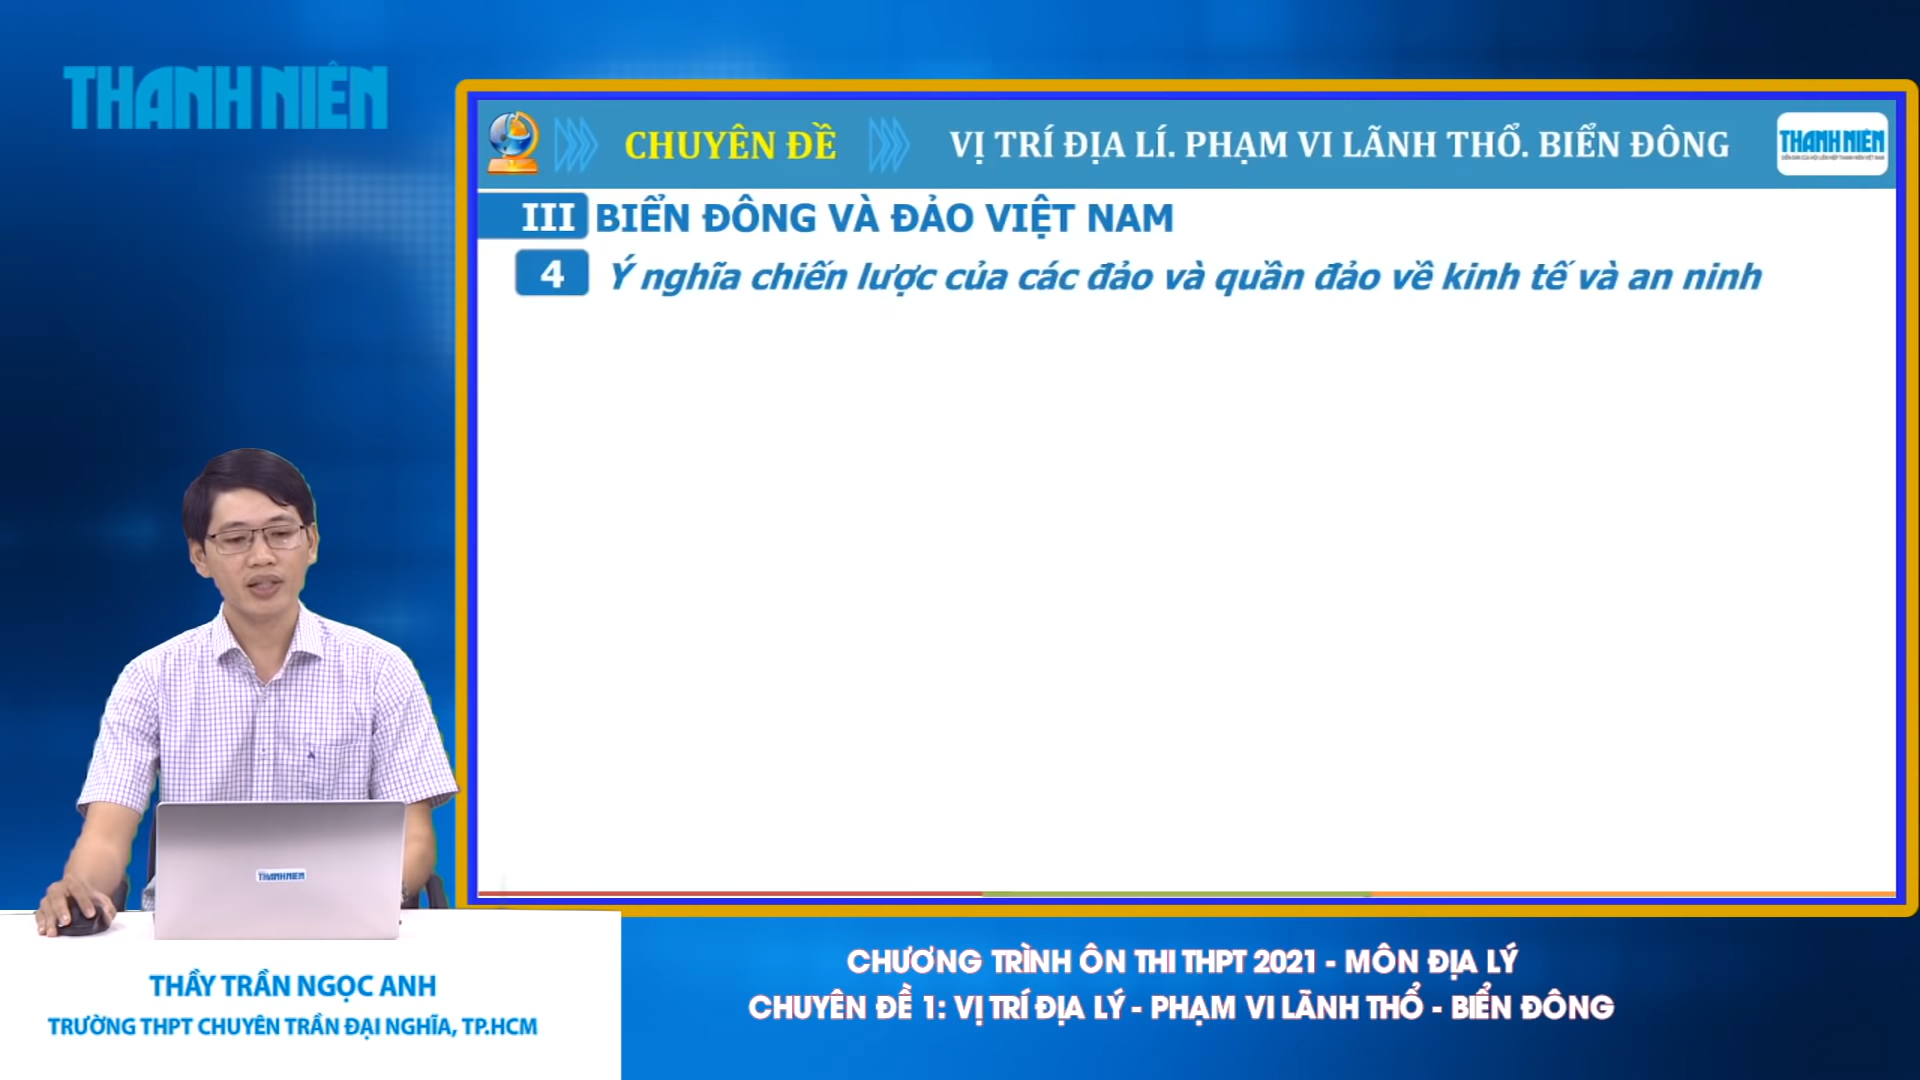 THANH NIÊN
CHUYÊN ĐỀ
VỊ TRÍ ĐỊA LÍ. PHẠM VI LÃNH THỔ. BIỂN ĐÔNG
THANH NIÊN
III BIỂN ĐÔNG VÀ ĐẢO VIỆT NAM
4 Ý nghĩa chiến lược của các đảo và quần đảo về kinh tế và an ninh
THANH NIÊN
THẦY TRẦN NGỌC ANH
TRƯỜNG THPT CHUYÊN TRẦN ĐẠI NGHĨA, TP.HCM
CHƯƠNG TRÌNH ÔN THI THPT 2021 - MÔN ĐỊA LÝ
CHUYÊN ĐỀ 1: VỊ TRÍ ĐỊA LÝ - PHẠM VI LÃNH THỔ - BIỂN ĐÔNG